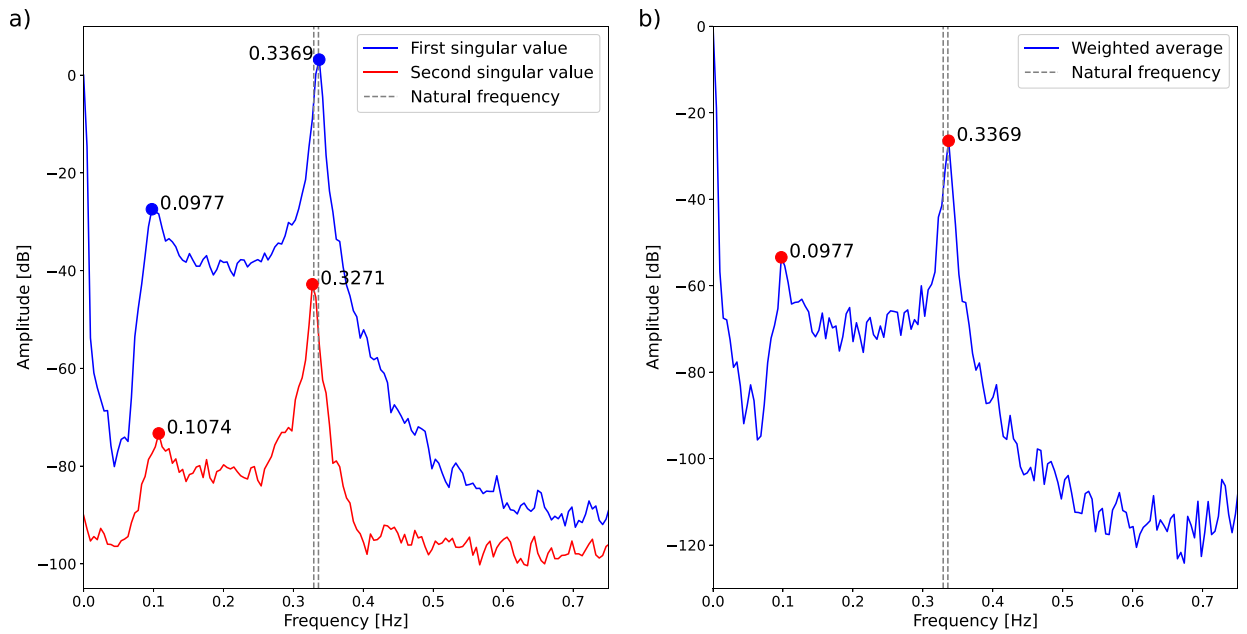 a)
First singular value
Second singular value
Natural frequency
0.3369
0.0977
0.3271
0.1074
0
−20
−40
−60
−80
−100
Amplitude [dB]
0.0 0.1 0.2 0.3 0.4 0.5 0.6 0.7
Frequency [Hz]
b)
Weighted average
Natural frequency
0.3369
0.0977
0
−20
−40
−60
−80
−100
−120
Amplitude [dB]
0.0 0.1 0.2 0.3 0.4 0.5 0.6 0.7
Frequency [Hz]